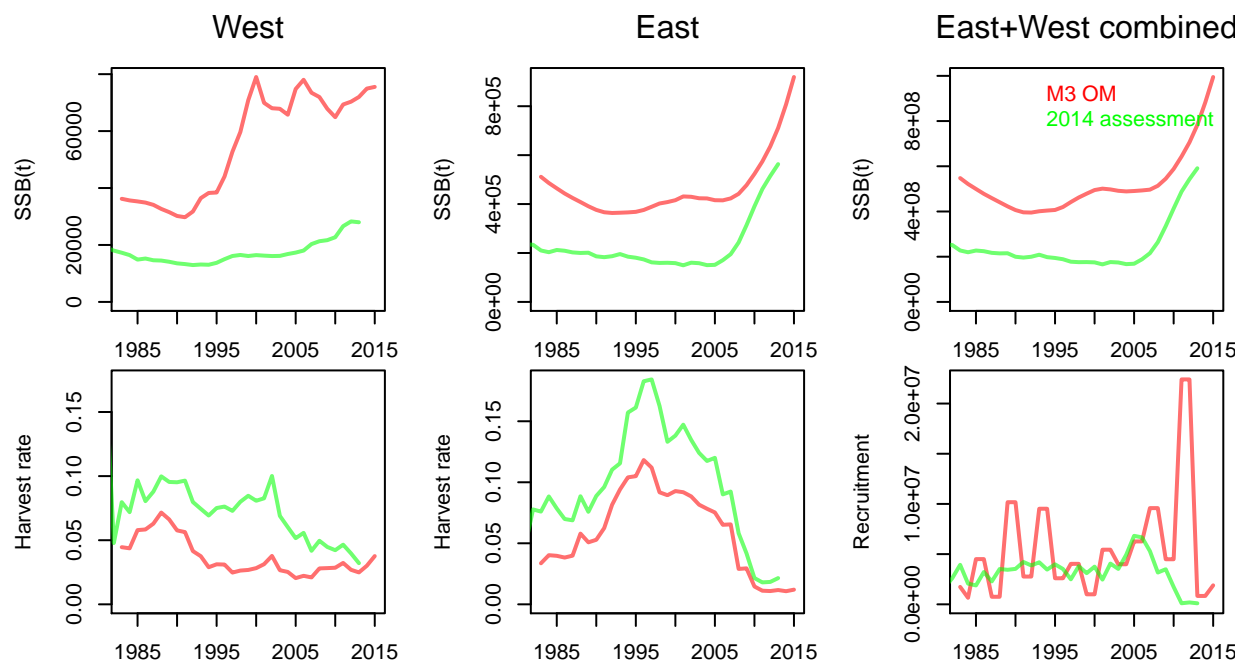 West
East
East+West combined
SSB(t)
0
20000
60000
1985
1995
2005
2015
SSB(t)
0e+00
4e+05
8e+05
1985
1995
2005
2015
SSB(t)
0e+00
4e+08
8e+08
M3 OM
2014 assessment
1985
1995
2005
2015
Harvest rate
0.00
0.05
0.10
0.15
1985
1995
2005
2015
Harvest rate
0.00
0.05
0.10
0.15
1985
1995
2005
2015
Recruitment
0.0e+00
1.0e+07
2.0e+07
1985
1995
2005
2015